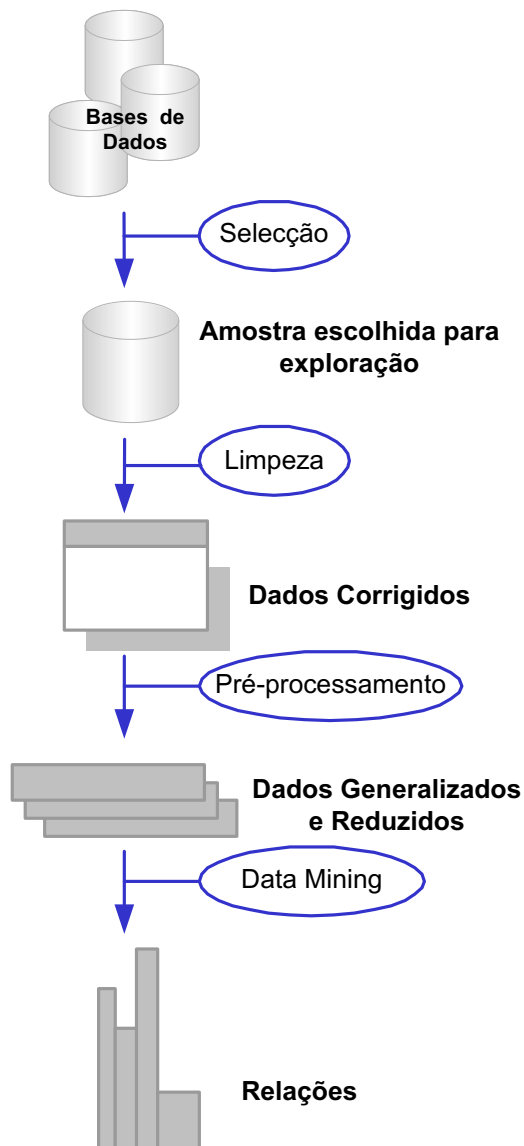 Bases de
Dados
Selecção
Amostra escolhida para
exploração
Limpeza
Dados Corrigidos
Pré-processamento
Dados Generalizados
e Reduzidos
Data Mining
Relações